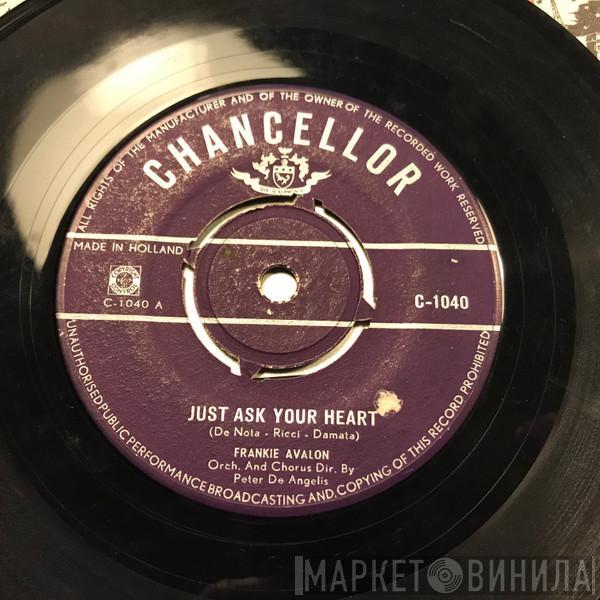 ALL RIGHTS OF THE MANUFACTURER AND OF THE OWNER OF THE RECORDED WORK RESERVED
CHANCELLOR
MADE IN HOLLAND
C-1040 A
C-1040
JUST ASK YOUR HEART
(De Nota - Ricci - Damata)
FRANKIE AVALON
Orch. And Chorus Dir. By
Peter De Angelis
UNAUTHORISED PUBLIC PERFORMANCE BROADCASTING AND COPYING OF THIS RECORD PROHIBITED
МАРКЕТ ВИНИЛА